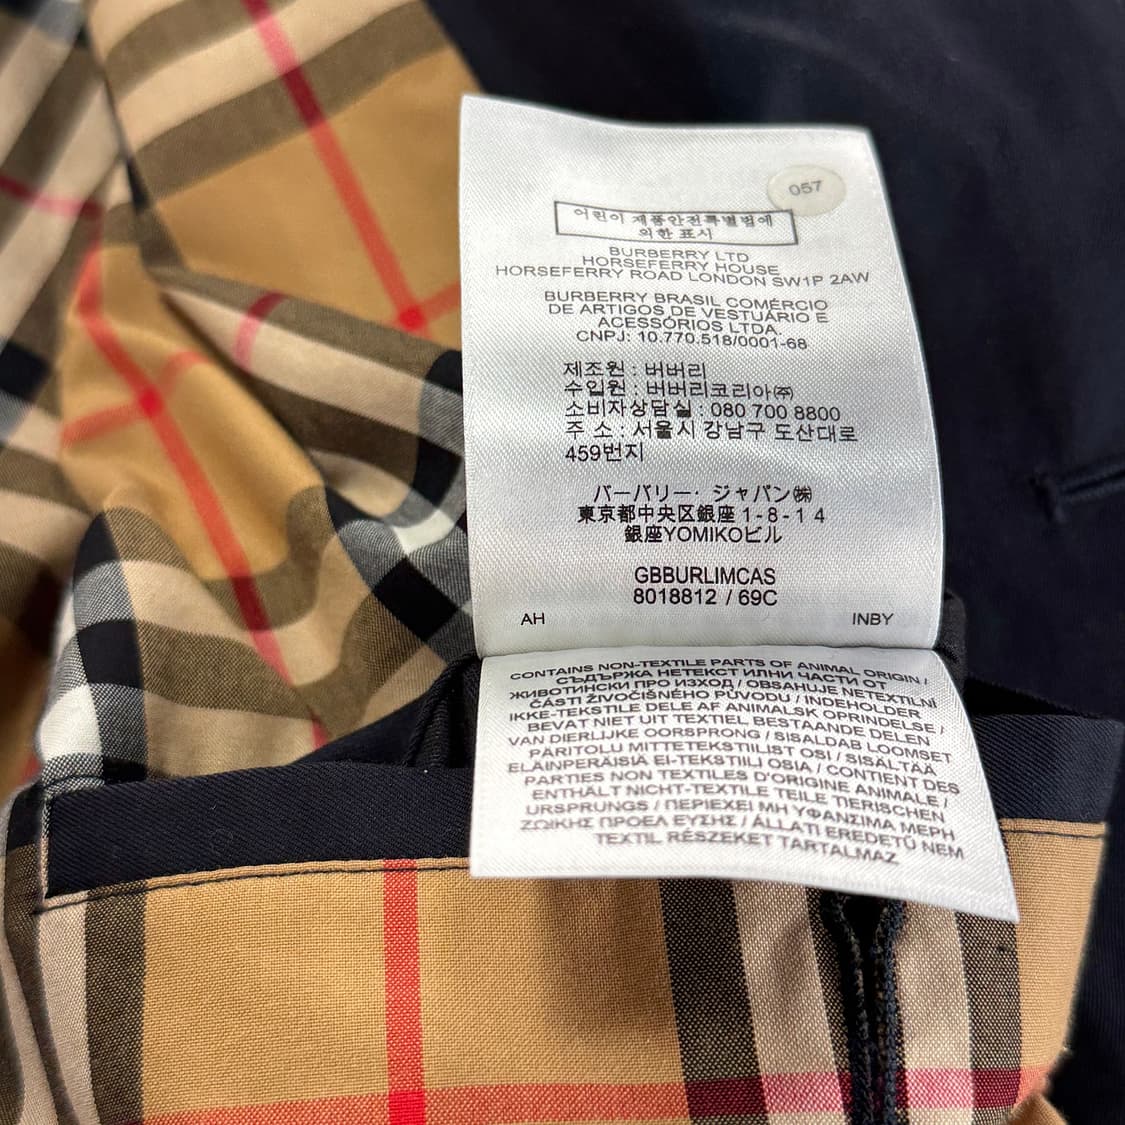 057
어린이 제품안전특별법에
의한 표시
BURBERRY LTD
HORSEFERRY HOUSE
HORSEFERRY ROAD LONDON SW1P 2AW
BURBERRY BRASIL COMÉRCIO
DE ARTIGOS DE VESTUÁRIO E
ACESSÓRIOS LTDA.
CNPJ: 10.770.518/0001-68
제조원 : 버버리
수입원 : 버버리코리아㈜
소비자상담실 : 080 700 8800
주 소 : 서울시 강남구 도산대로
459번지
バーバリー・ジャパン㈱
東京都中央区銀座 1-8-1 4
銀座YOMIKOビル
GBBURLIMCAS
8018812 / 69C
AH INBY
CONTAINS NON-TEXTILE PARTS OF ANIMAL ORIGIN /
СЪДЪРЖА НЕТЕКСТ ИЛНИ ЧАСТИ ОТ
ЖИВОТИНСКИ ПРО ИЗХОД / OBSAHUJE NETEXTILNÍ
ČÁSTI ŽIVOČIŠNÉHO PŮVODU / INDEHOLDER
IKKE-TEKSTILE DELE AF ANIMALSK OPRINDELSE /
BEVAT NIET UIT TEXTIEL BESTAANDE DELEN
VAN DIERLIJKE OORSPRONG / SISALDAB LOOMSET
PÄRITOLU MITTETEKSTIILIST OSI / SISÄLTÄÄ
ELÄINPERÄISIÄ EI-TEKSTIILI OSIA / CONTIENT DES
PARTIES NON TEXTILES D'ORIGINE ANIMALE /
ENTHÄLT NICHT-TEXTILE TEILE TIERISCHEN
URSPRUNGS / ΠΕΡΙΕΧΕΙ ΜΗ ΥΦΑΝΣΙΜΑ ΜΕΡΗ
ΖΩΙΚΗΣ ΠΡΟΕΛ ΕΥΣΗΣ / ÁLLATI EREDETŰ NEM
TEXTIL RÉSZEKET TARTALMAZ